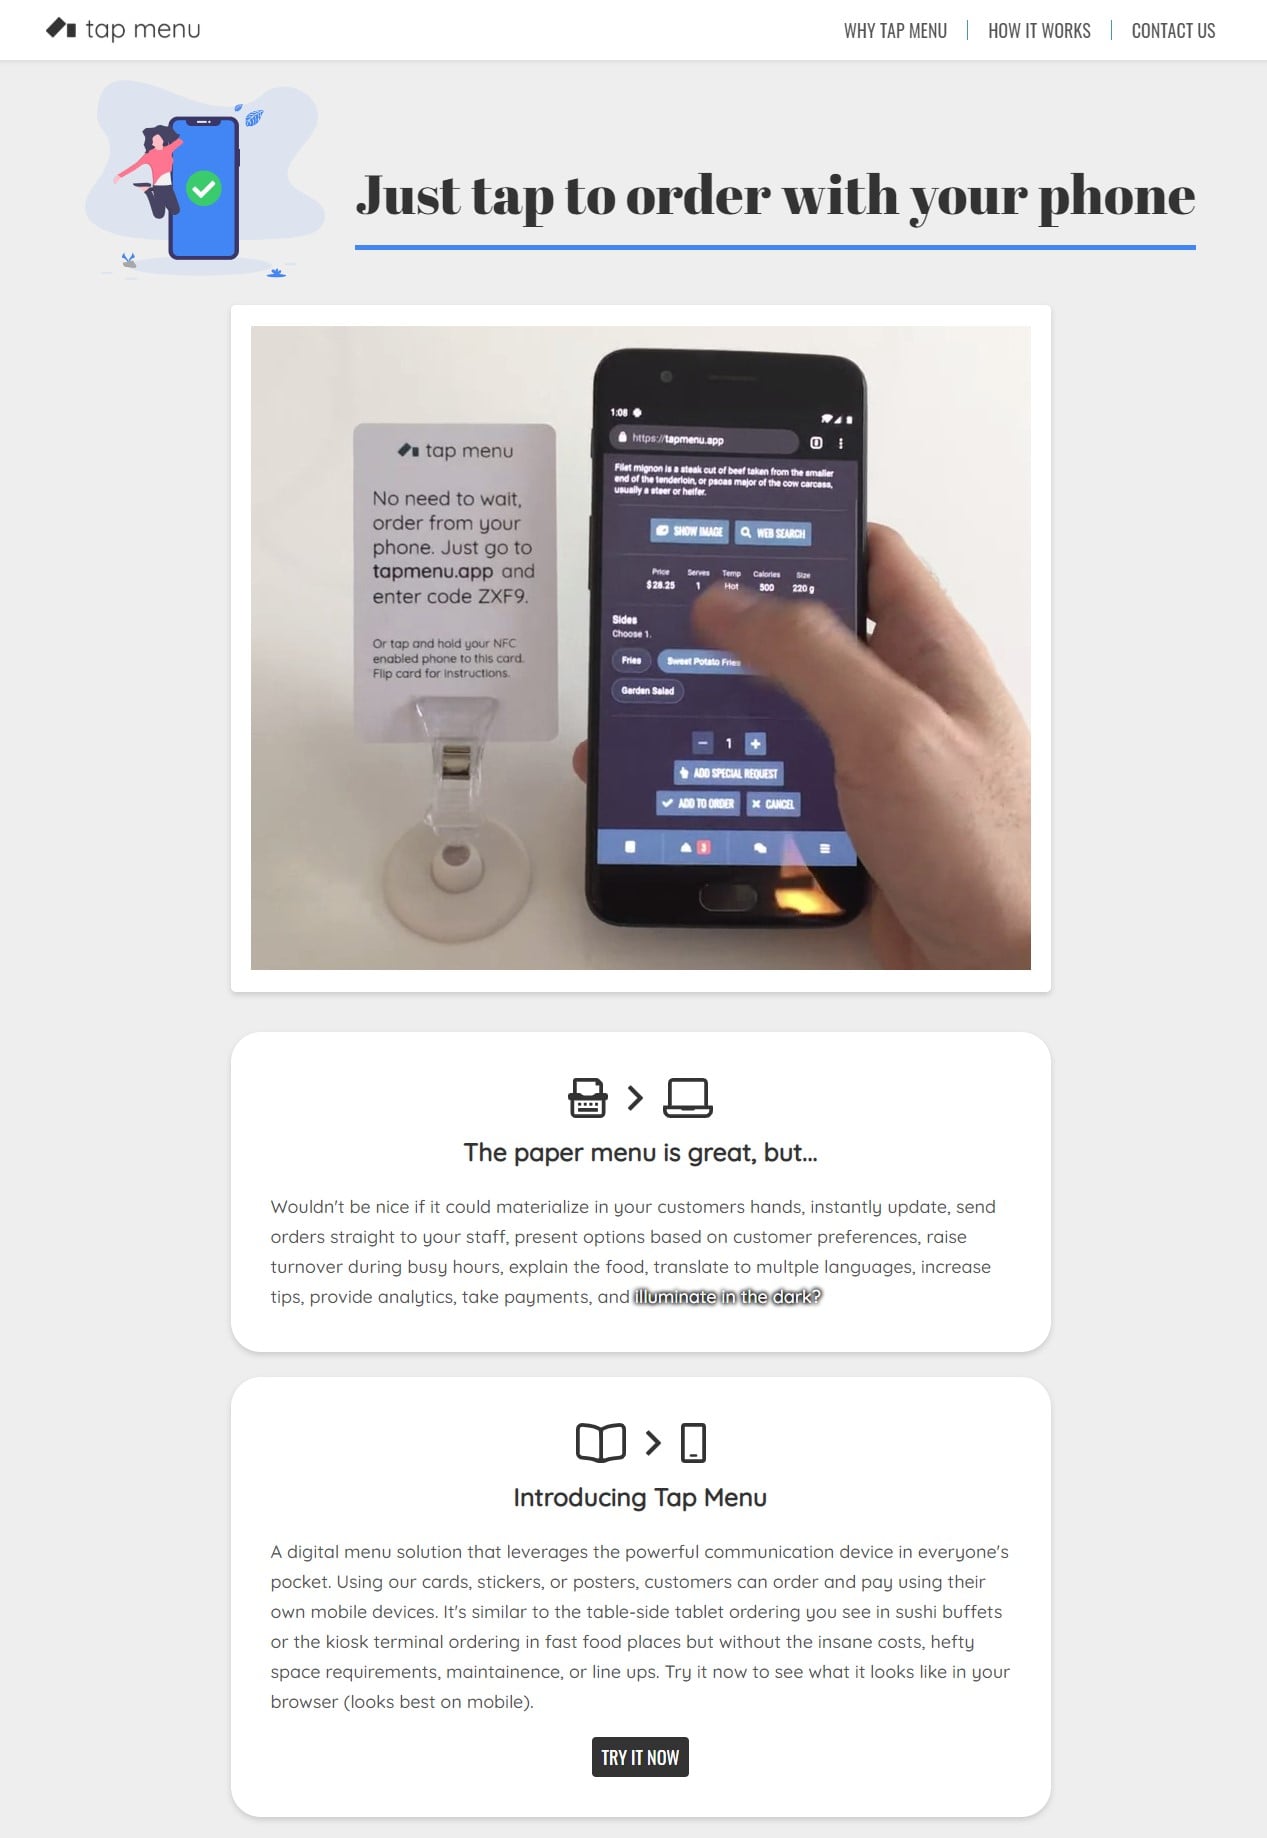 tap menu
WHY TAP MENU
HOW IT WORKS
CONTACT US
Just tap to order with your phone
tap menu
No need to wait,
order from your
phone. Just go to
tapmenu.app and
enter code ZXF9.
Or tap and hold your NFC
enabled phone to this card.
Flip card for instructions.
1:08
https://tapmenu.app
Filet mignon is a steak cut of beef taken from the smaller
end of the tenderloin, or psoas major of the cow carcass,
usually a steer or heifer.
SHOW IMAGE WEB SEARCH
Price Serves Temp Calories Size
$28.25 1 Hot 500 220 g
Sides
Choose 1.
Fries Sweet Potato Fries
Garden Salad
1
ADD SPECIAL REQUEST
ADD TO ORDER CANCEL
3
The paper menu is great, but...
Wouldn't be nice if it could materialize in your customers hands, instantly update, send
orders straight to your staff, present options based on customer preferences, raise
turnover during busy hours, explain the food, translate to multple languages, increase
tips, provide analytics, take payments, and illuminate in the dark?
Introducing Tap Menu
A digital menu solution that leverages the powerful communication device in everyone's
pocket. Using our cards, stickers, or posters, customers can order and pay using their
own mobile devices. It's similar to the table-side tablet ordering you see in sushi buffets
or the kiosk terminal ordering in fast food places but without the insane costs, hefty
space requirements, maintainence, or line ups. Try it now to see what it looks like in your
browser (looks best on mobile).
TRY IT NOW